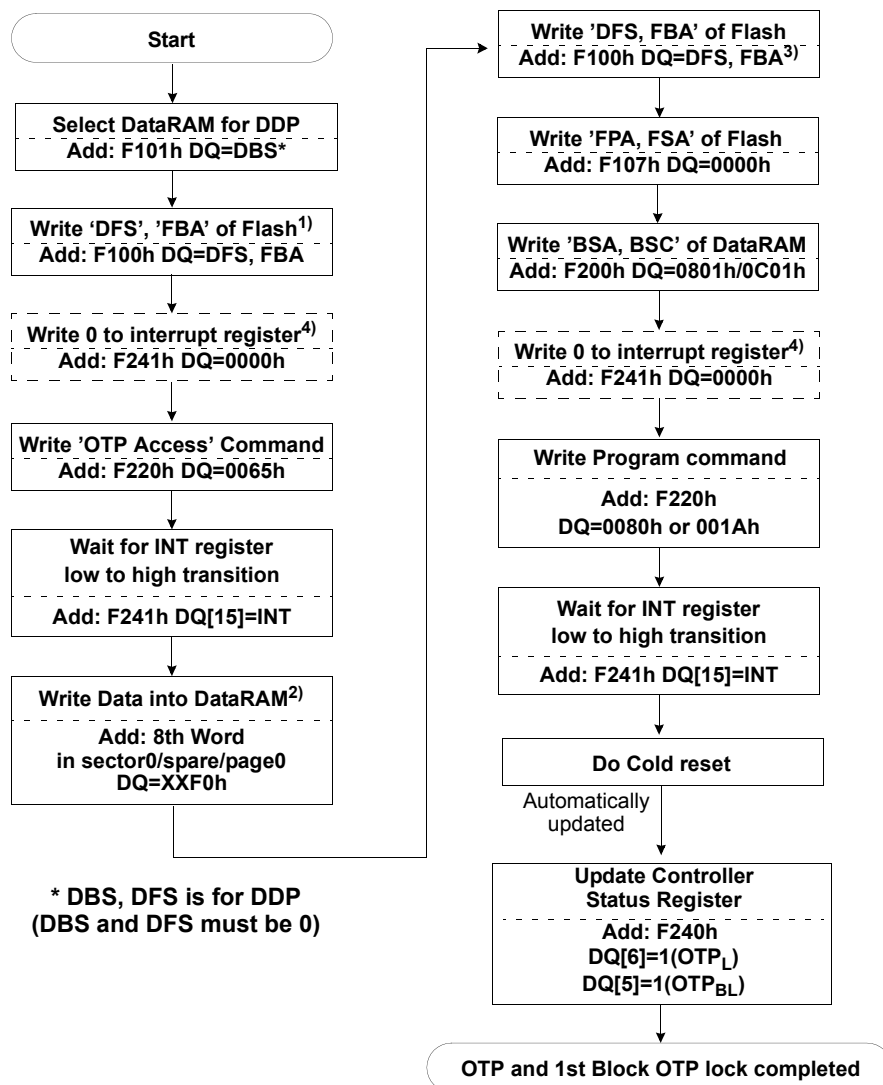 Start
Select DataRAM for DDP
Add: F101h DQ=DBS*
Write ‘DFS’, ’FBA’ of Flash1)
Add: F100h DQ=DFS, FBA
Write 0 to interrupt register4)
Add: F241h DQ=0000h
Write ’OTP Access’ Command
Add: F220h DQ=0065h
Wait for INT register
low to high transition
Add: F241h DQ[15]=INT
Write Data into DataRAM2)
Add: 8th Word
in sector0/spare/page0
DQ=XXF0h
* DBS, DFS is for DDP
(DBS and DFS must be 0)
Write ’DFS, FBA’ of Flash
Add: F100h DQ=DFS, FBA3)
Write ’FPA, FSA’ of Flash
Add: F107h DQ=0000h
Write ’BSA, BSC’ of DataRAM
Add: F200h DQ=0801h/0C01h
Write 0 to interrupt register4)
Add: F241h DQ=0000h
Write Program command
Add: F220h
DQ=0080h or 001Ah
Wait for INT register
low to high transition
Add: F241h DQ[15]=INT
Do Cold reset
Automatically
updated
Update Controller
Status Register
Add: F240h
DQ[6]=1(OTPL)
DQ[5]=1(OTPBL)
OTP and 1st Block OTP lock completed